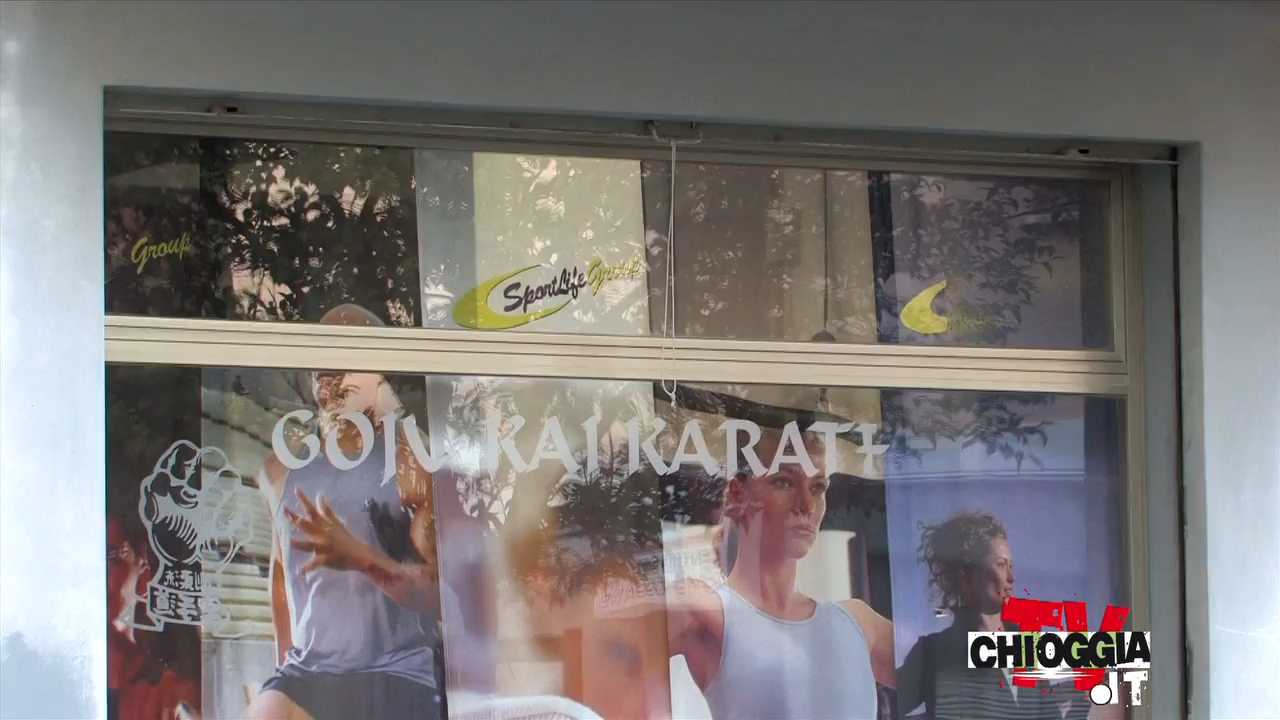 Group
SportLife Group
GOJU KAI KARATE
TV
CHIOGGIA
.IT